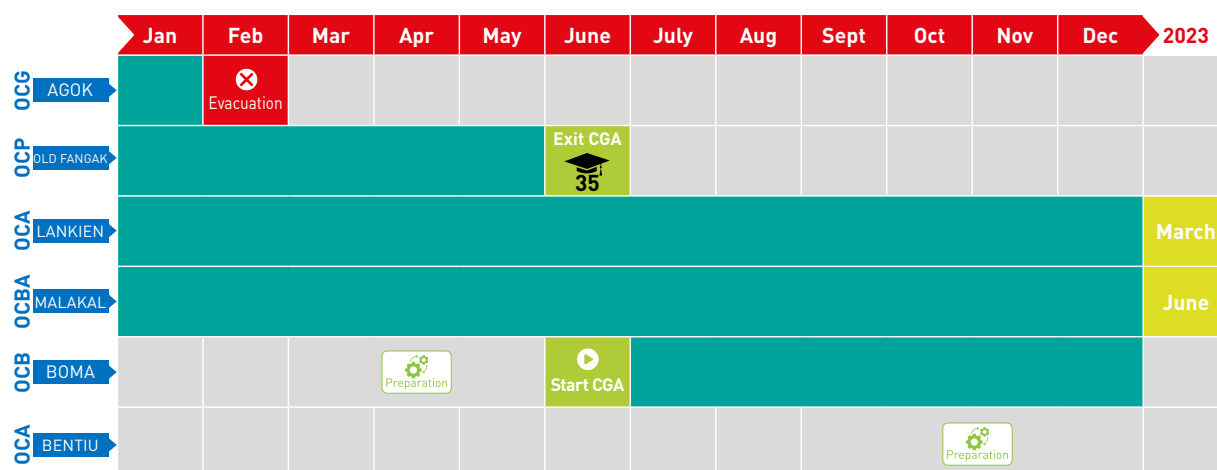 Jan Feb Mar Apr May June July Aug Sept Oct Nov Dec 2023
OCG AGOK
Evacuation
OCP OLD FANGAK
Exit CGA
35
OCA LANKIEN
March
OCBA MALAKAL
June
OCB BOMA
Preparation
Start CGA
OCA BENTIU
Preparation